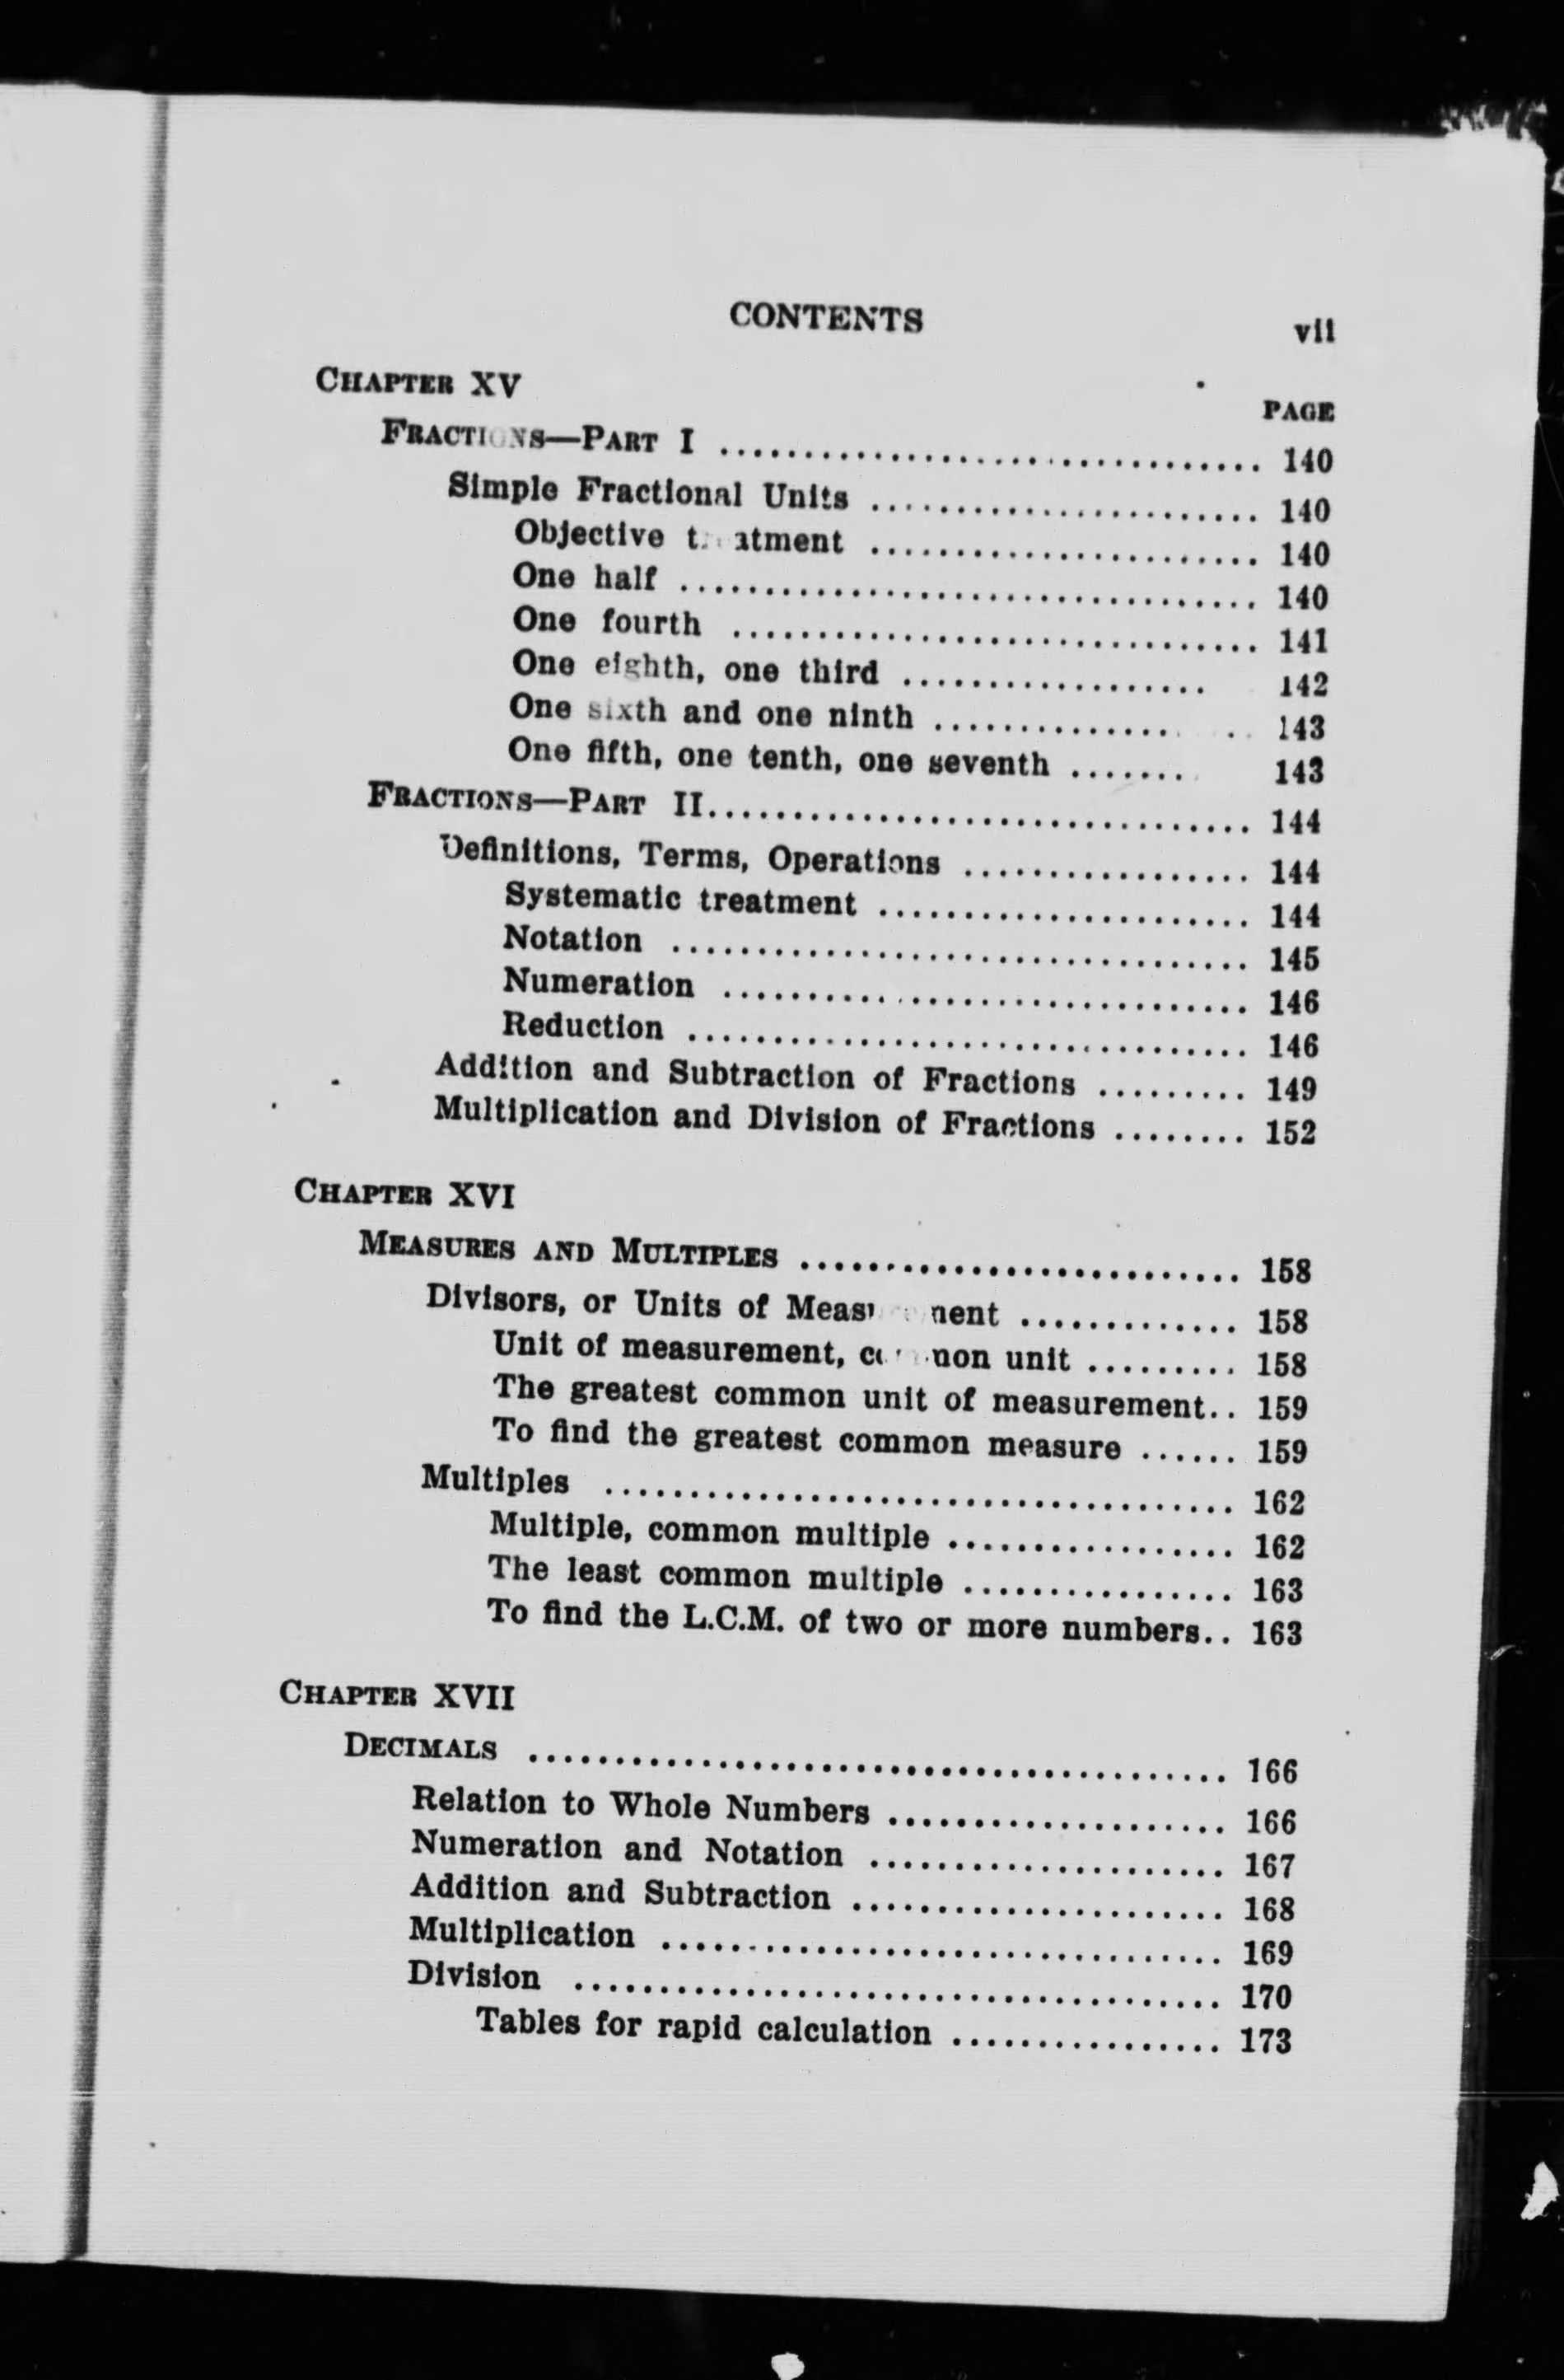 CONTENTS vii
CHAPTER XV
PAGE
FRACTIONS—PART I ................................. 140
Simple Fractional Units ....................... 140
Objective treatment ....................... 140
One half .................................. 140
One fourth ............................... 141
One eighth, one third .................. 142
One sixth and one ninth ............... 143
One fifth, one tenth, one seventh ....... 143
FRACTIONS—PART II................................ 144
Definitions, Terms, Operations ................. 144
Systematic treatment ...................... 144
Notation .................................. 145
Numeration ............................... 146
Reduction ................................. 146
Addition and Subtraction of Fractions ......... 149
Multiplication and Division of Fractions ........ 152
CHAPTER XVI
MEASURES AND MULTIPLES .......................... 158
Divisors, or Units of Measurement ............. 158
Unit of measurement, common unit ......... 158
The greatest common unit of measurement.. 159
To find the greatest common measure ...... 159
Multiples ..................................... 162
Multiple, common multiple ................. 162
The least common multiple ................ 163
To find the L.C.M. of two or more numbers.. 163
CHAPTER XVII
DECIMALS ......................................... 166
Relation to Whole Numbers .................... 166
Numeration and Notation ..................... 167
Addition and Subtraction ...................... 168
Multiplication ................................. 169
Division ...................................... 170
Tables for rapid calculation ................ 173